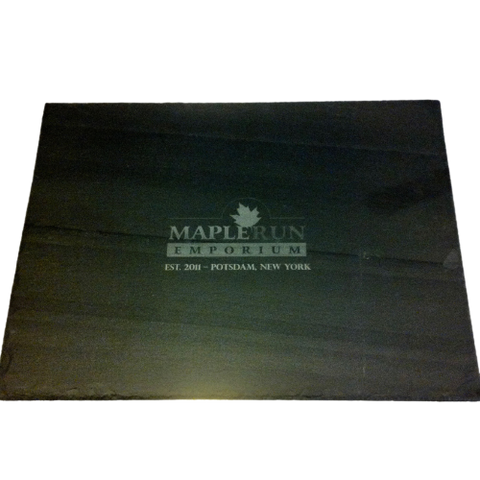 MAPLERUN
EMPORIUM
EST. 2011 – POTSDAM, NEW YORK